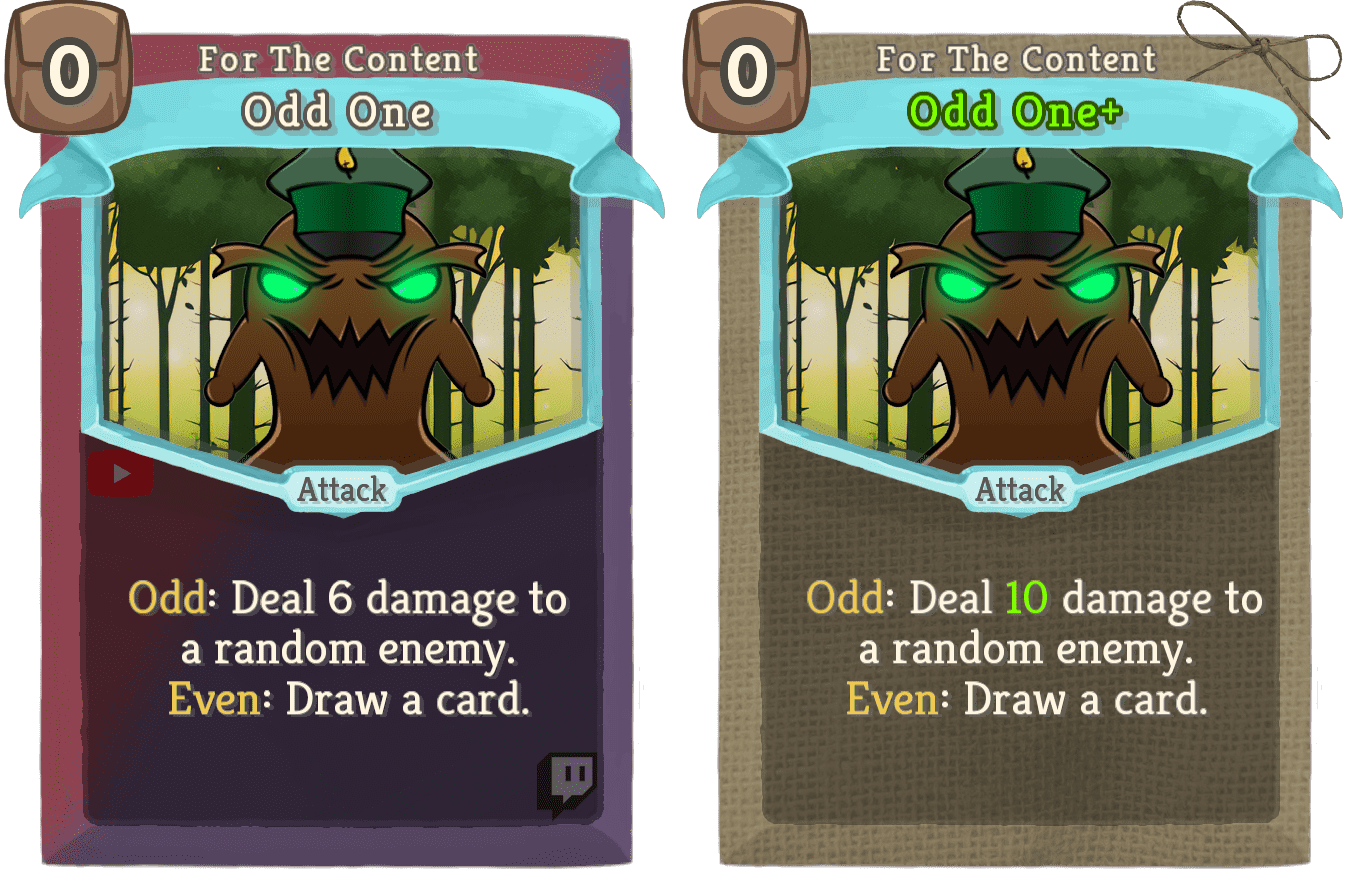 0
For The Content
Odd One
Attack
Odd: Deal 6 damage to
a random enemy.
Even: Draw a card.
0
For The Content
Odd One+
Attack
Odd: Deal 10 damage to
a random enemy.
Even: Draw a card.